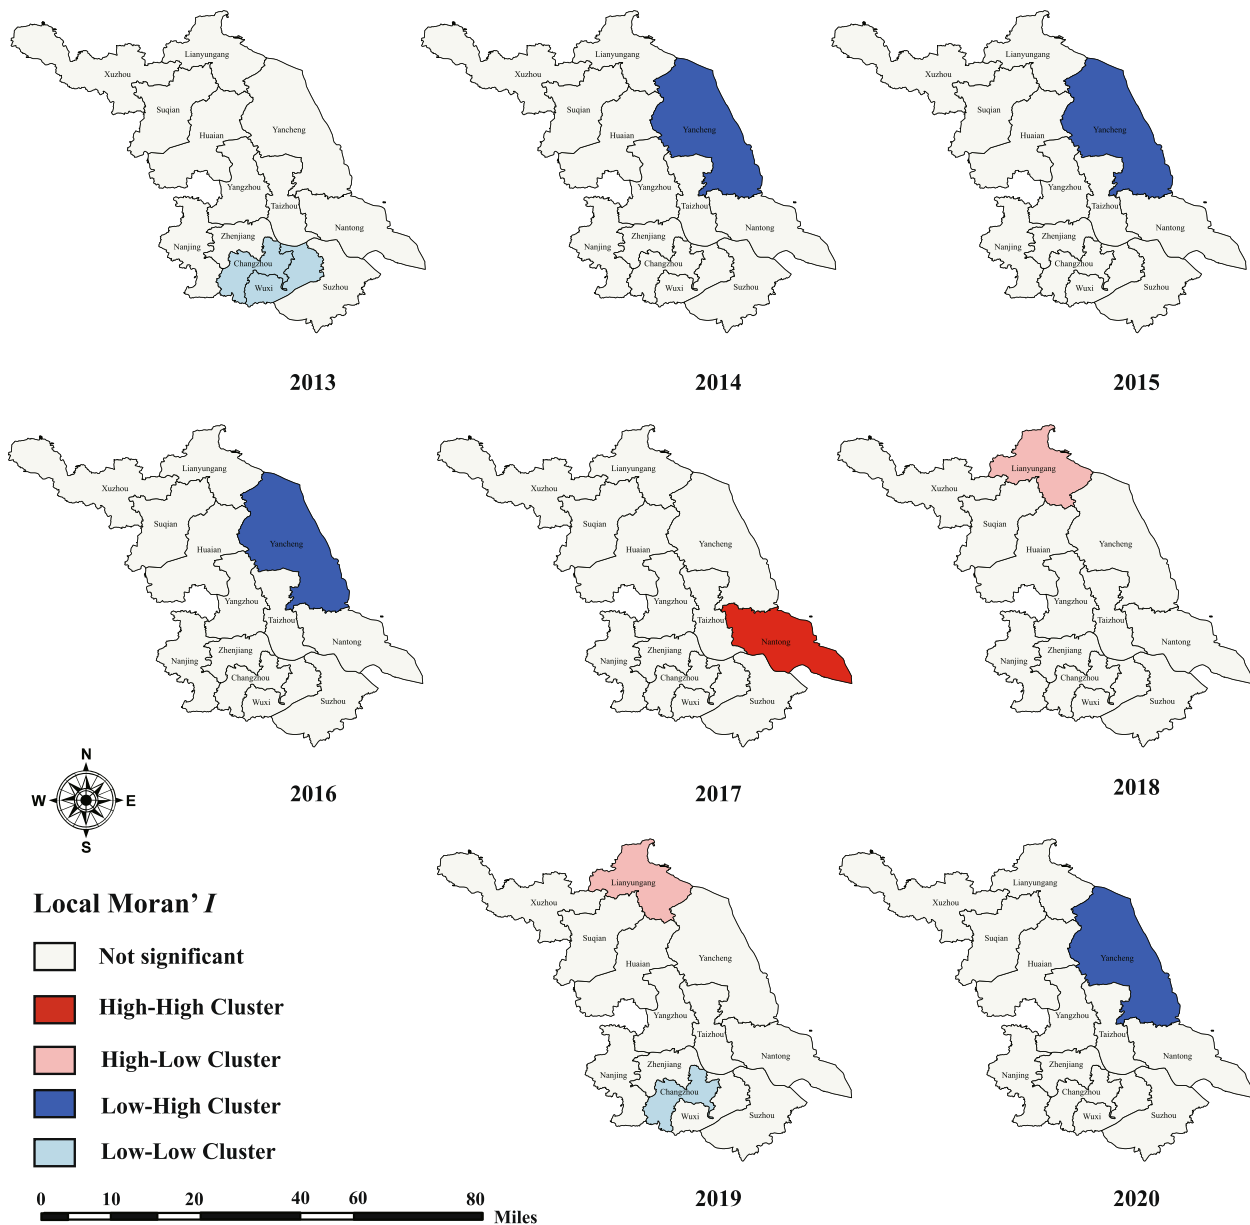 Lianyungang
Xuzhou
Suqian
Huaian
Yancheng
Yangzhou
Taizhou
Nantong
Zhenjiang
Nanjing
Changzhou
Wuxi
Suzhou
2013
Lianyungang
Xuzhou
Suqian
Huaian
Yancheng
Yangzhou
Taizhou
Nantong
Zhenjiang
Nanjing
Changzhou
Wuxi
Suzhou
2014
Lianyungang
Xuzhou
Suqian
Huaian
Yancheng
Yangzhou
Taizhou
Nantong
Zhenjiang
Nanjing
Changzhou
Wuxi
Suzhou
2015
Lianyungang
Xuzhou
Suqian
Huaian
Yancheng
Yangzhou
Taizhou
Nantong
Zhenjiang
Nanjing
Changzhou
Wuxi
Suzhou
2016
Lianyungang
Xuzhou
Suqian
Huaian
Yancheng
Yangzhou
Taizhou
Nantong
Zhenjiang
Nanjing
Changzhou
Wuxi
Suzhou
2017
Lianyungang
Xuzhou
Suqian
Huaian
Yancheng
Yangzhou
Taizhou
Nantong
Zhenjiang
Nanjing
Changzhou
Wuxi
Suzhou
2018
N
W E
S
Local Moran’ I
Not significant
High-High Cluster
High-Low Cluster
Low-High Cluster
Low-Low Cluster
0 10 20 40 60 80
Miles
Lianyungang
Xuzhou
Suqian
Huaian
Yancheng
Yangzhou
Taizhou
Nantong
Zhenjiang
Nanjing
Changzhou
Wuxi
Suzhou
2019
Lianyungang
Xuzhou
Suqian
Huaian
Yancheng
Yangzhou
Taizhou
Nantong
Zhenjiang
Nanjing
Changzhou
Wuxi
Suzhou
2020